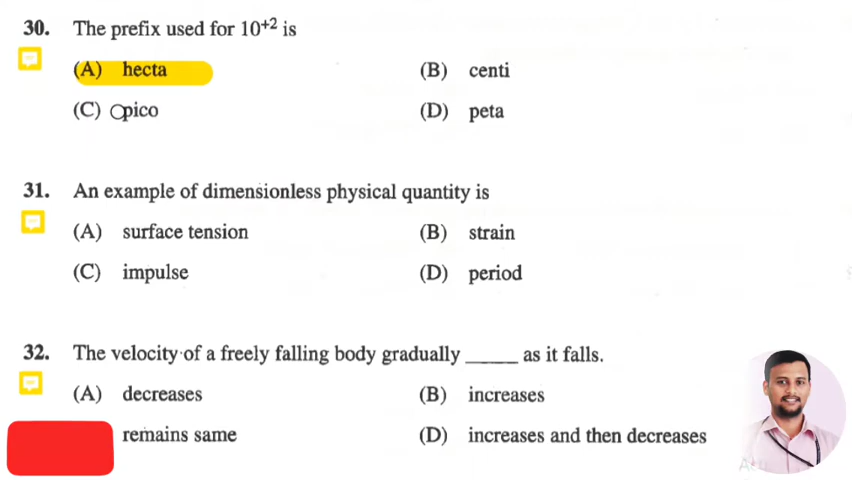 30. The prefix used for 10⁺² is
(A) hecta (B) centi
(C) pico (D) peta
31. An example of dimensionless physical quantity is
(A) surface tension (B) strain
(C) impulse (D) period
32. The velocity of a freely falling body gradually _____ as it falls.
(A) decreases (B) increases
remains same (D) increases and then decreases